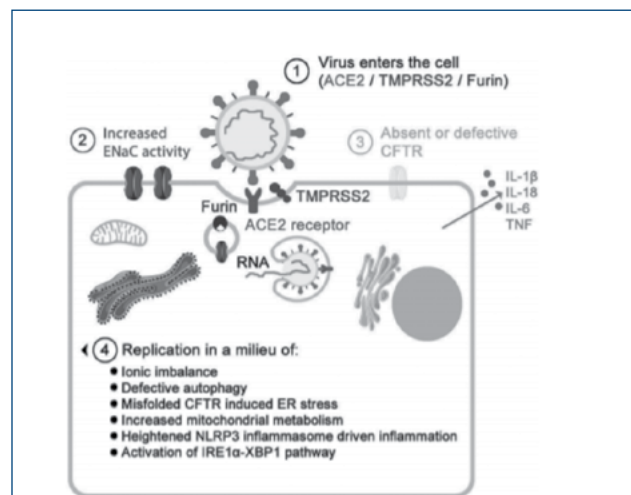 1 Virus enters the cell
(ACE2 / TMPRSS2 / Furin)
2 Increased
ENaC activity
3 Absent or defective
CFTR
IL-1β
IL-18
IL-6
TNF
TMPRSS2
Furin
ACE2 receptor
RNA
4 Replication in a milieu of:
● Ionic imbalance
● Defective autophagy
● Misfolded CFTR induced ER stress
● Increased mitochondrial metabolism
● Heightened NLRP3 inflammasome driven inflammation
● Activation of IRE1α-XBP1 pathway